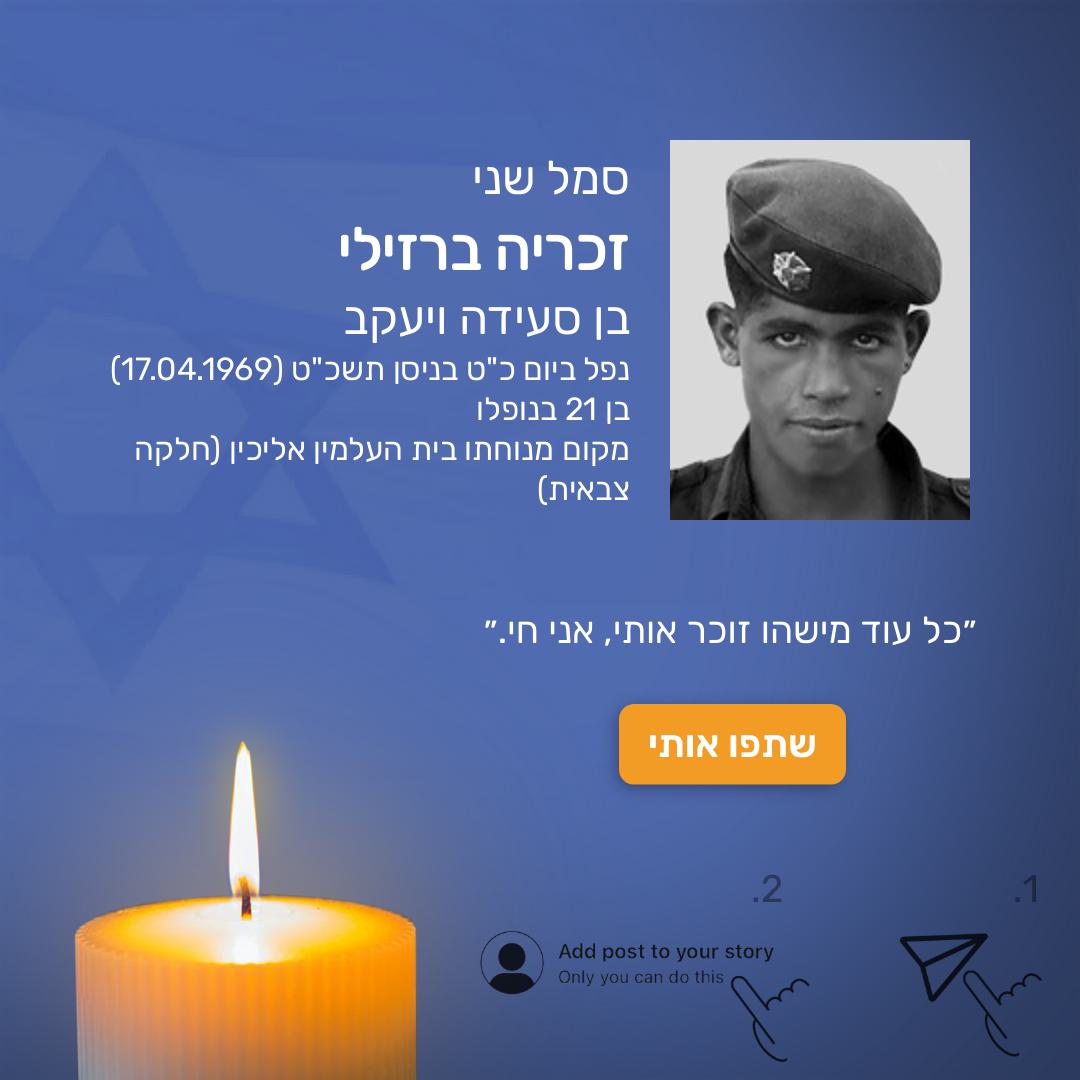 סמל שני
זכריה ברזילי
בן סעידה ויעקב
נפל ביום כ"ט בניסן תשכ"ט (17.04.1969)
בן 21 בנופלו
מקום מנוחתו בית העלמין אליכין (חלקה
צבאית)
״כל עוד מישהו זוכר אותי, אני חי.״
שתפו אותי
.1
.2
Add post to your story
Only you can do this